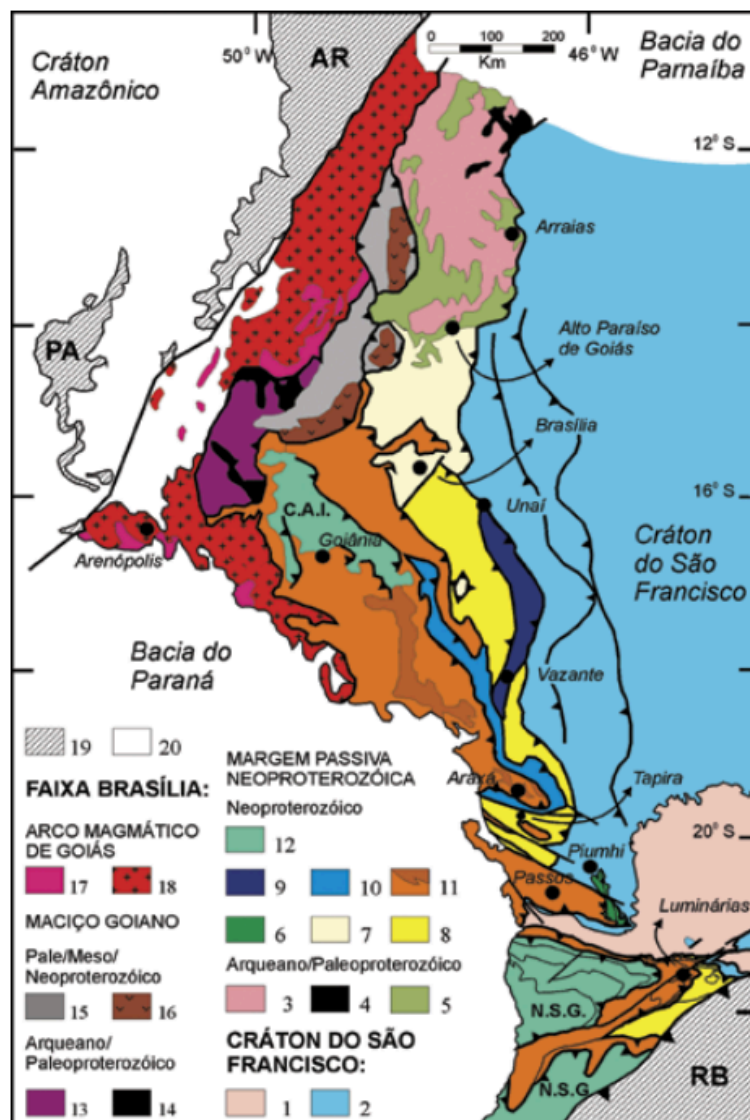 50° W
AR
0 100 200
Km
46° W
Bacia do
Parnaíba
Cráton
Amazônico
12° S
Arraias
PA
Alto Paraíso
de Goiás
Brasília
16° S
C.A.I.
Unaí
Goiânia
Arenópolis
Cráton
do São
Francisco
Bacia do
Paraná
Vazante
Araxá
Tapira
20° S
Piumhi
Passos
Luminárias
N.S.G.
N.S.G
RB
19 20
FAIXA BRASÍLIA:
ARCO MAGMÁTICO
DE GOIÁS
17 18
MACIÇO GOIANO
Pale/Meso/
Neoproterozóico
15 16
Arqueano/
Paleoproterozóico
13 14
MARGEM PASSIVA
NEOPROTEROZÓICA
Neoproterozóico
12
9 10 11
6 7 8
Arqueano/Paleoproterozóico
3 4 5
CRÁTON DO SÃO
FRANCISCO:
1 2